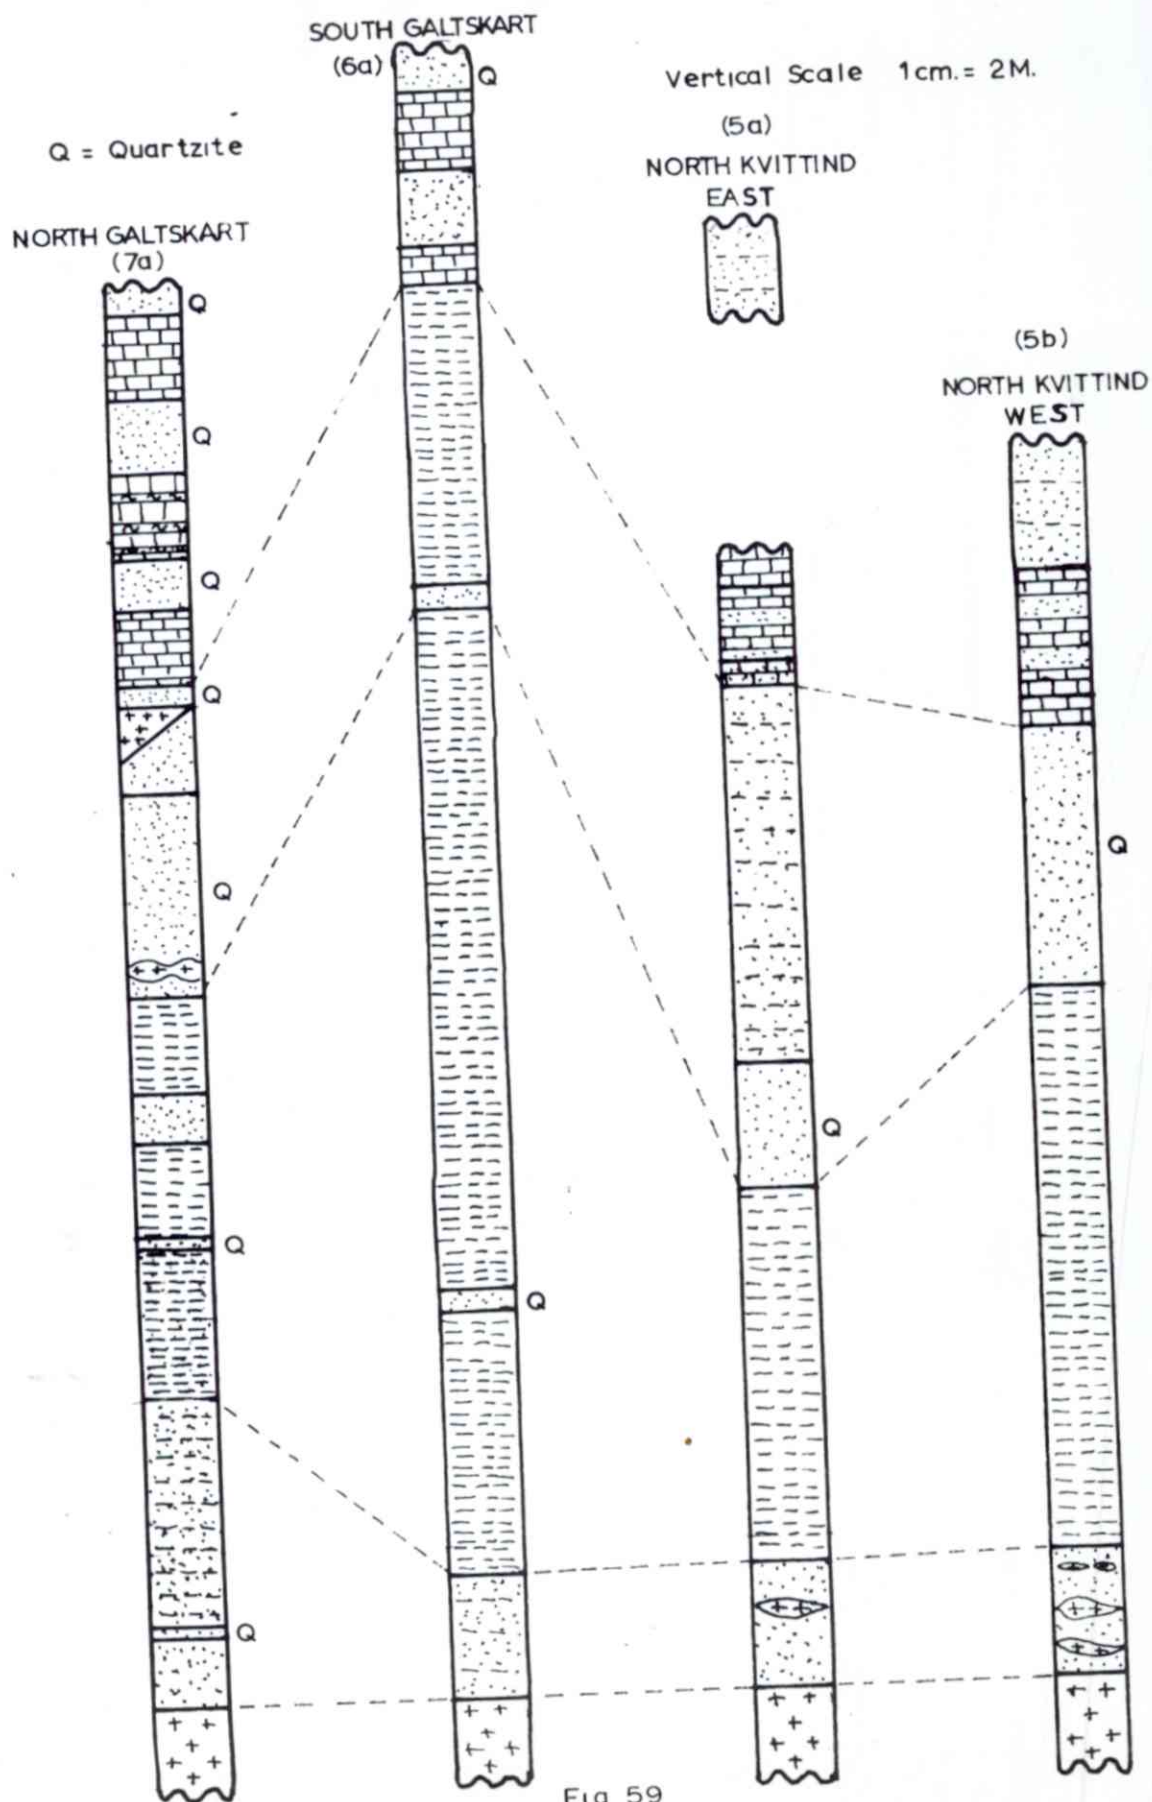 SOUTH GALTSKART
(6a)
Q
Vertical Scale 1cm.= 2M.
(5a)
NORTH KVITTIND
EAST
Q = Quartzite
NORTH GALTSKART
(7a)
Q
(5b)
NORTH KVITTIND
WEST
Q
Q
Q
Q
Q
Q
Q
Q
Q
Fig 59